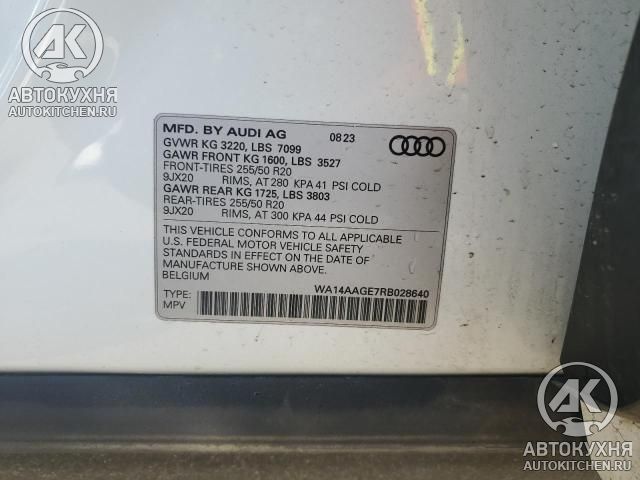 АК
АВТОКУХНЯ
AUTOKITCHEN.RU
MFD. BY AUDI AG 08 23
GVWR KG 3220, LBS 7099
GAWR FRONT KG 1600, LBS 3527
FRONT-TIRES 255/50 R20
9JX20 RIMS, AT 280 KPA 41 PSI COLD
GAWR REAR KG 1725, LBS 3803
REAR-TIRES 255/50 R20
9JX20 RIMS, AT 300 KPA 44 PSI COLD
THIS VEHICLE CONFORMS TO ALL APPLICABLE
U.S. FEDERAL MOTOR VEHICLE SAFETY
STANDARDS IN EFFECT ON THE DATE OF
MANUFACTURE SHOWN ABOVE.
BELGIUM
WA14AAGE7RB028640
TYPE:
MPV
АК
АВТОКУХНЯ
AUTOKITCHEN.RU